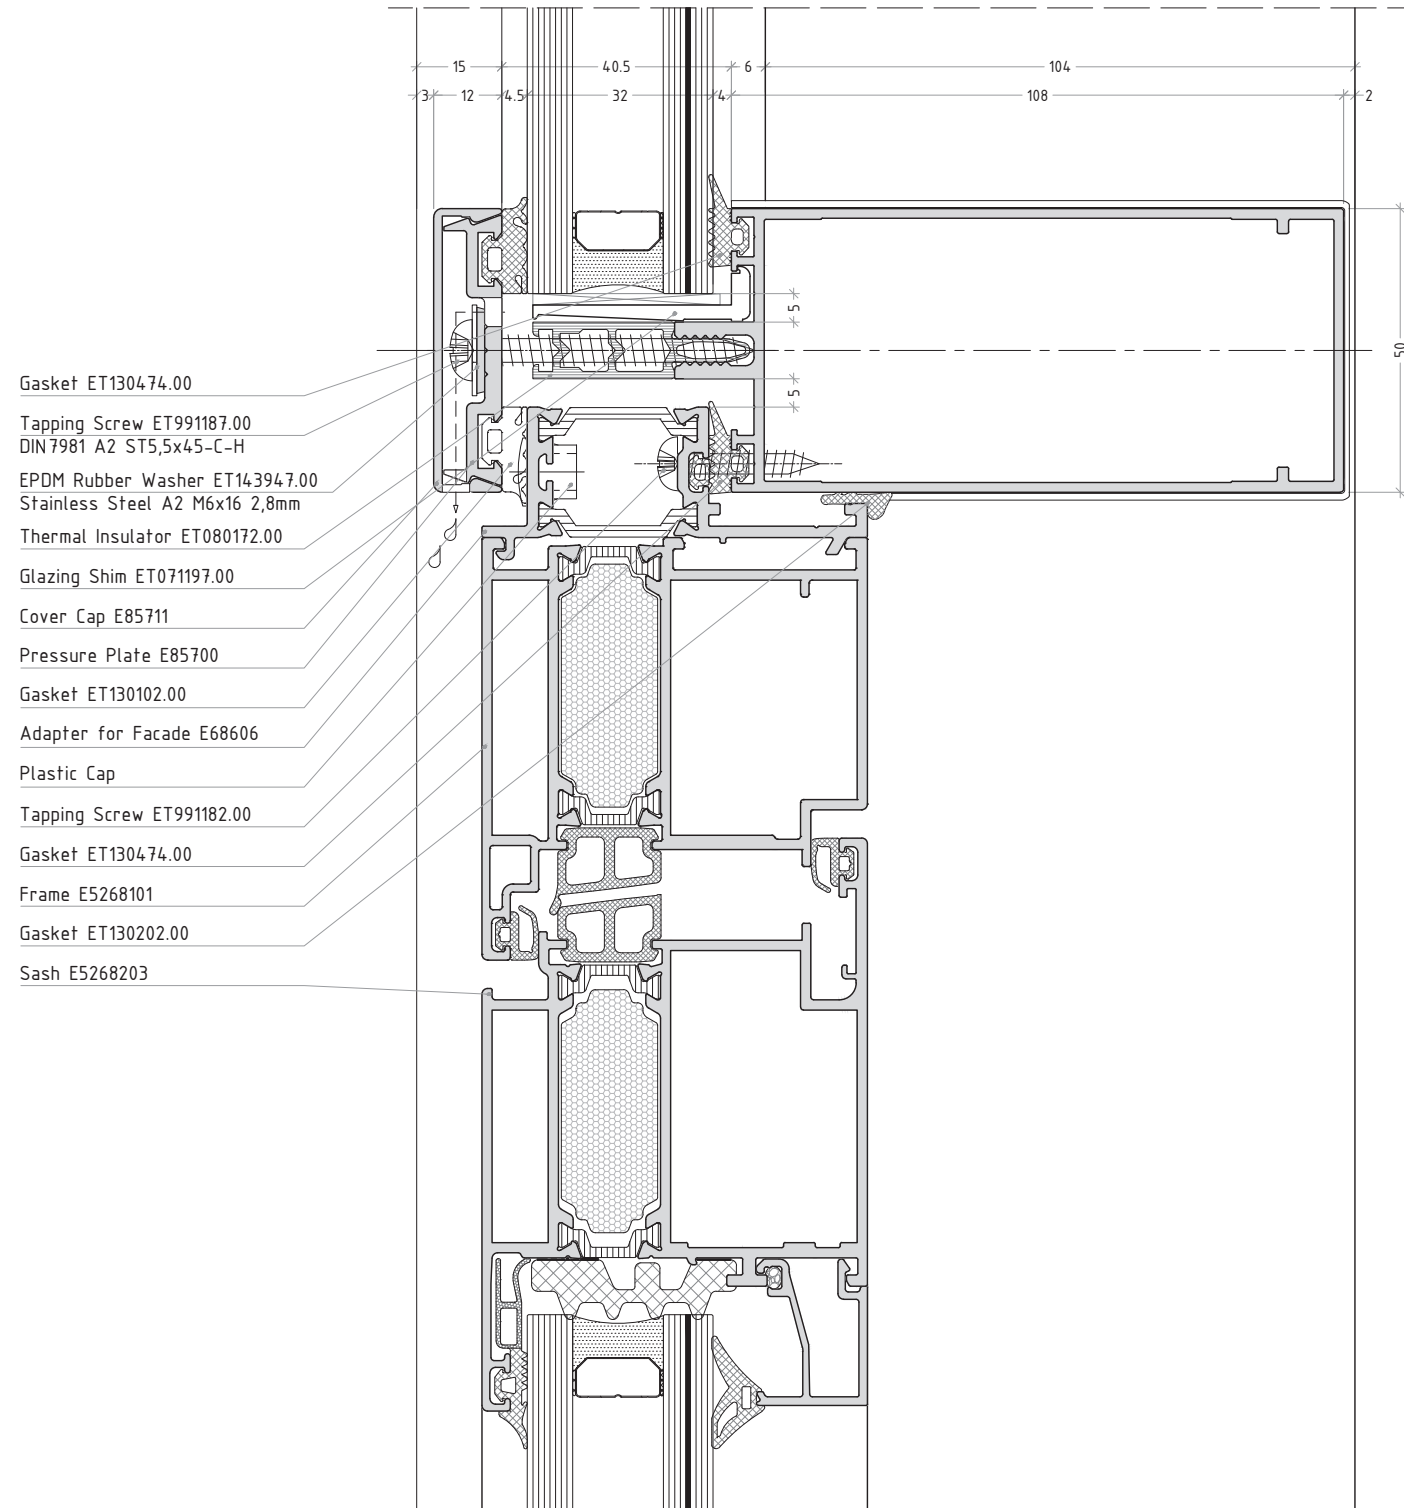 15 40.5 6 104
3 12 4.5 32 4 108 2
5
50
5
Gasket ET130474.00
Tapping Screw ET991187.00
DIN 7981 A2 ST5,5x45-C-H
EPDM Rubber Washer ET143947.00
Stainless Steel A2 M6x16 2,8mm
Thermal Insulator ET080172.00
Glazing Shim ET071197.00
Cover Cap E85711
Pressure Plate E85700
Gasket ET130102.00
Adapter for Facade E68606
Plastic Cap
Tapping Screw ET991182.00
Gasket ET130474.00
Frame E5268101
Gasket ET130202.00
Sash E5268203